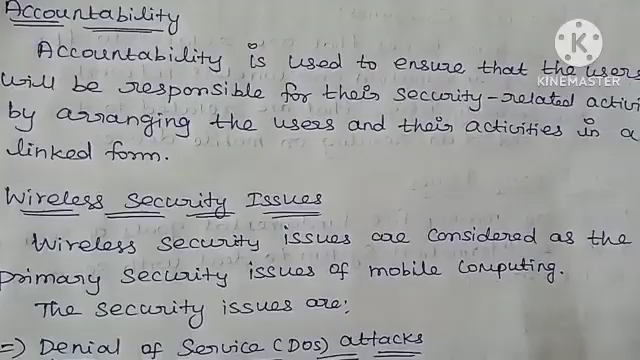 Accountability
Accountability is used to ensure that the users
will be responsible for their security-related activi
by arranging the users and their activities in a
linked form.
Wireless Security Issues
Wireless security issues are considered as the
primary security issues of mobile computing.
The security issues are:
=) Denial of Service (DOS) attacks
K
KINEMASTER